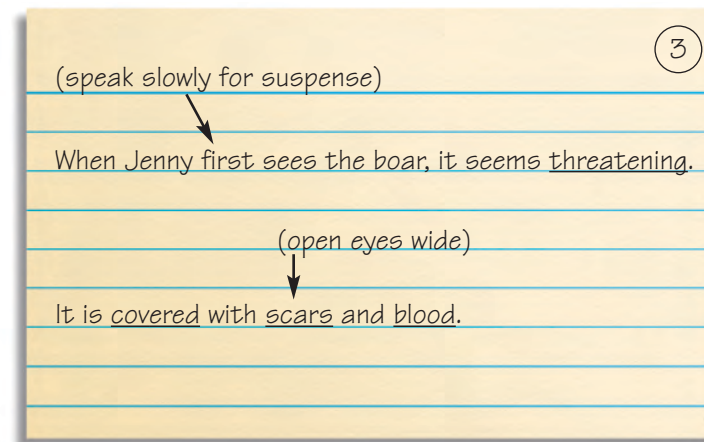 3
(speak slowly for suspense)
When Jenny first sees the boar, it seems threatening.
(open eyes wide)
It is covered with scars and blood.